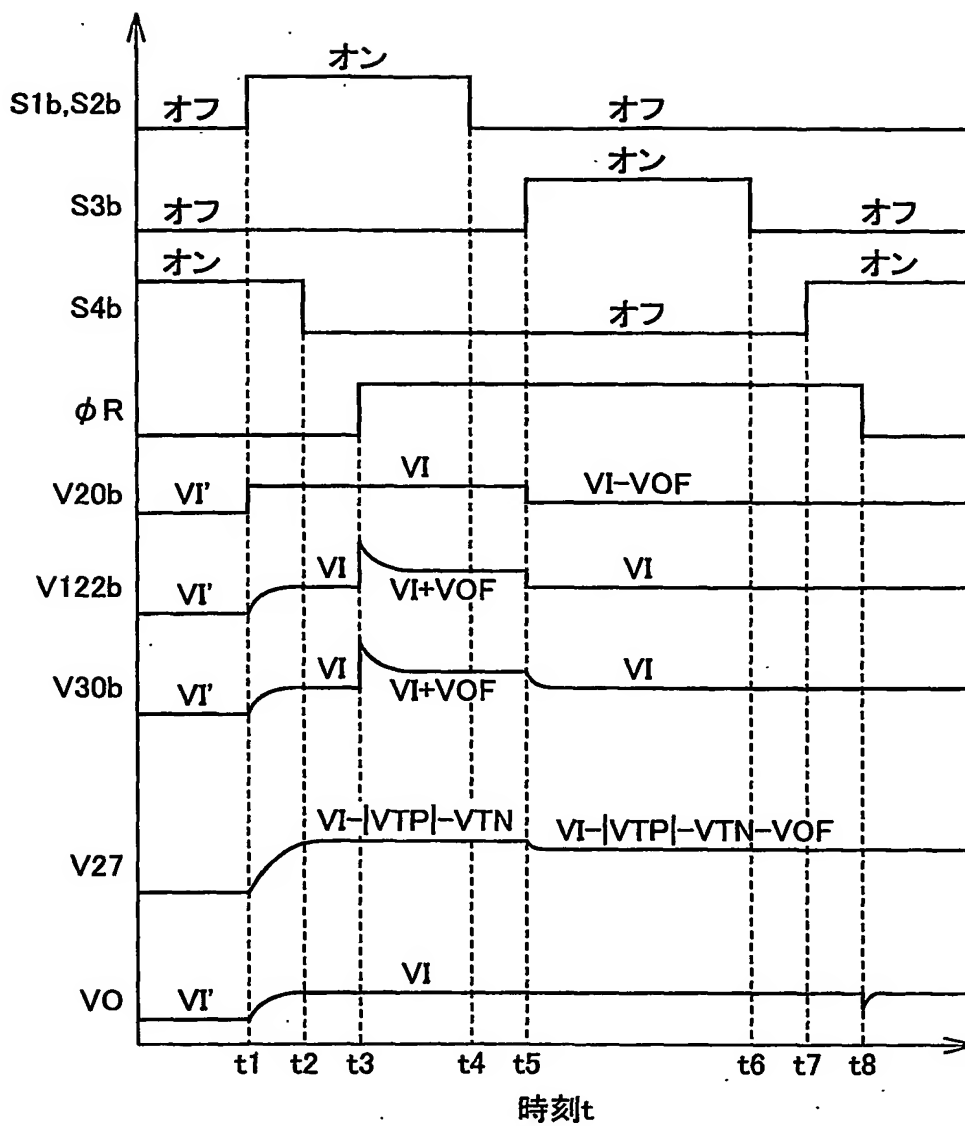 オン
S1b,S2b オフ オフ
オン
S3b オフ オフ
オン オン
S4b オフ
φR
VI
V20b VI' VI-VOF
V122b VI' VI VI+VOF VI
V30b VI' VI VI+VOF VI
VI-|VTP|-VTN VI-|VTP|-VTN-VOF
V27
VI
VO VI'
t1 t2 t3 t4 t5 t6 t7 t8
時刻t